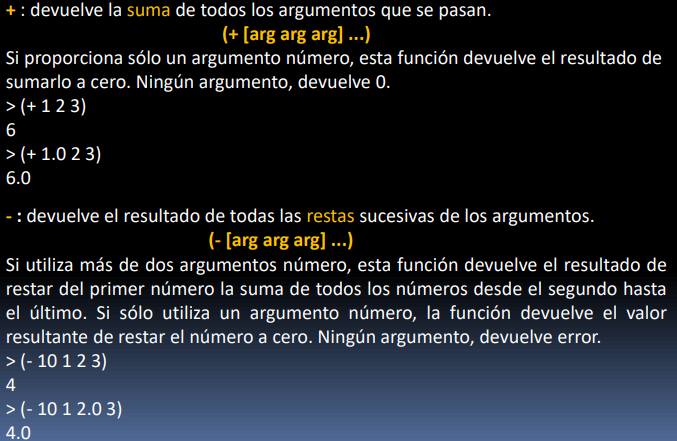 + : devuelve la suma de todos los argumentos que se pasan.
(+ [arg arg arg] ...)
Si proporciona sólo un argumento número, esta función devuelve el resultado de
sumarlo a cero. Ningún argumento, devuelve 0.
> (+ 1 2 3)
6
> (+ 1.0 2 3)
6.0
- : devuelve el resultado de todas las restas sucesivas de los argumentos.
(- [arg arg arg] ...)
Si utiliza más de dos argumentos número, esta función devuelve el resultado de
restar del primer número la suma de todos los números desde el segundo hasta
el último. Si sólo utiliza un argumento número, la función devuelve el valor
resultante de restar el número a cero. Ningún argumento, devuelve error.
> (- 10 1 2 3)
4
> (- 10 1 2.0 3)
4.0